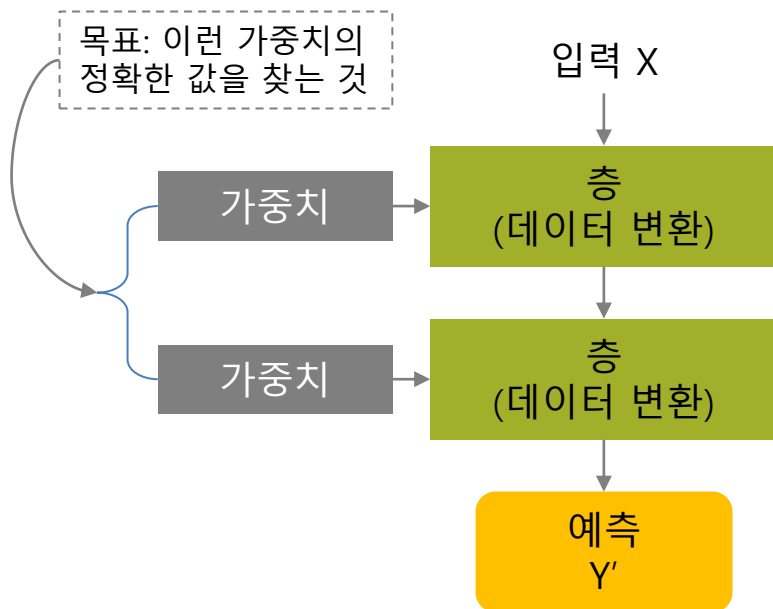 목표: 이런 가중치의
정확한 값을 찾는 것
입력 X
가중치
층
(데이터 변환)
가중치
층
(데이터 변환)
예측
Y′